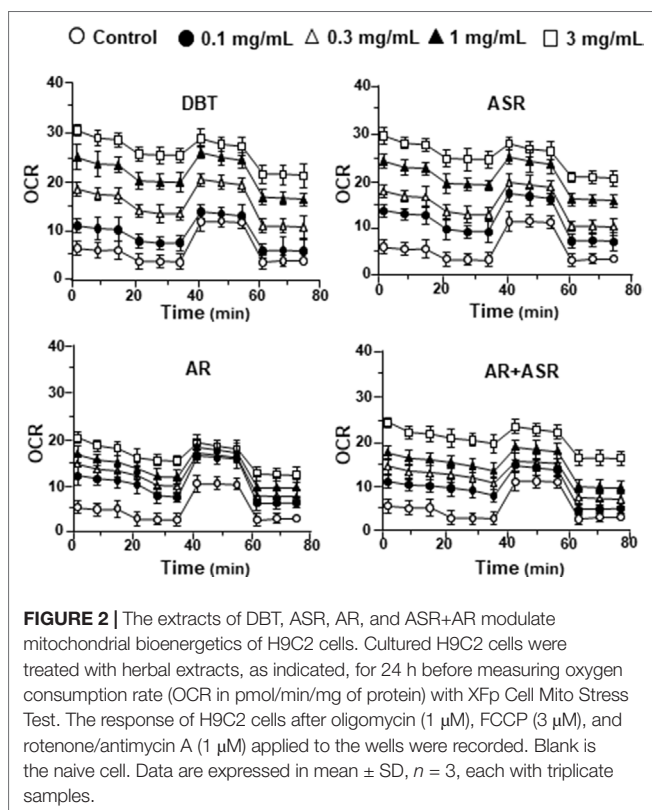 ○ Control ● 0.1 mg/mL △ 0.3 mg/mL ▲ 1 mg/mL □ 3 mg/mL
DBT
40
30
20
10
0
OCR
0 20 40 60 80
Time (min)
ASR
40
30
20
10
0
OCR
0 20 40 60 80
Time (min)
AR
40
30
20
10
0
OCR
0 20 40 60 80
Time (min)
AR+ASR
40
30
20
10
0
OCR
0 20 40 60 80
Time (min)
FIGURE 2 | The extracts of DBT, ASR, AR, and ASR+AR modulate
mitochondrial bioenergetics of H9C2 cells. Cultured H9C2 cells were
treated with herbal extracts, as indicated, for 24 h before measuring oxygen
consumption rate (OCR in pmol/min/mg of protein) with XFp Cell Mito Stress
Test. The response of H9C2 cells after oligomycin (1 μM), FCCP (3 μM), and
rotenone/antimycin A (1 μM) applied to the wells were recorded. Blank is
the naive cell. Data are expressed in mean ± SD, n = 3, each with triplicate
samples.